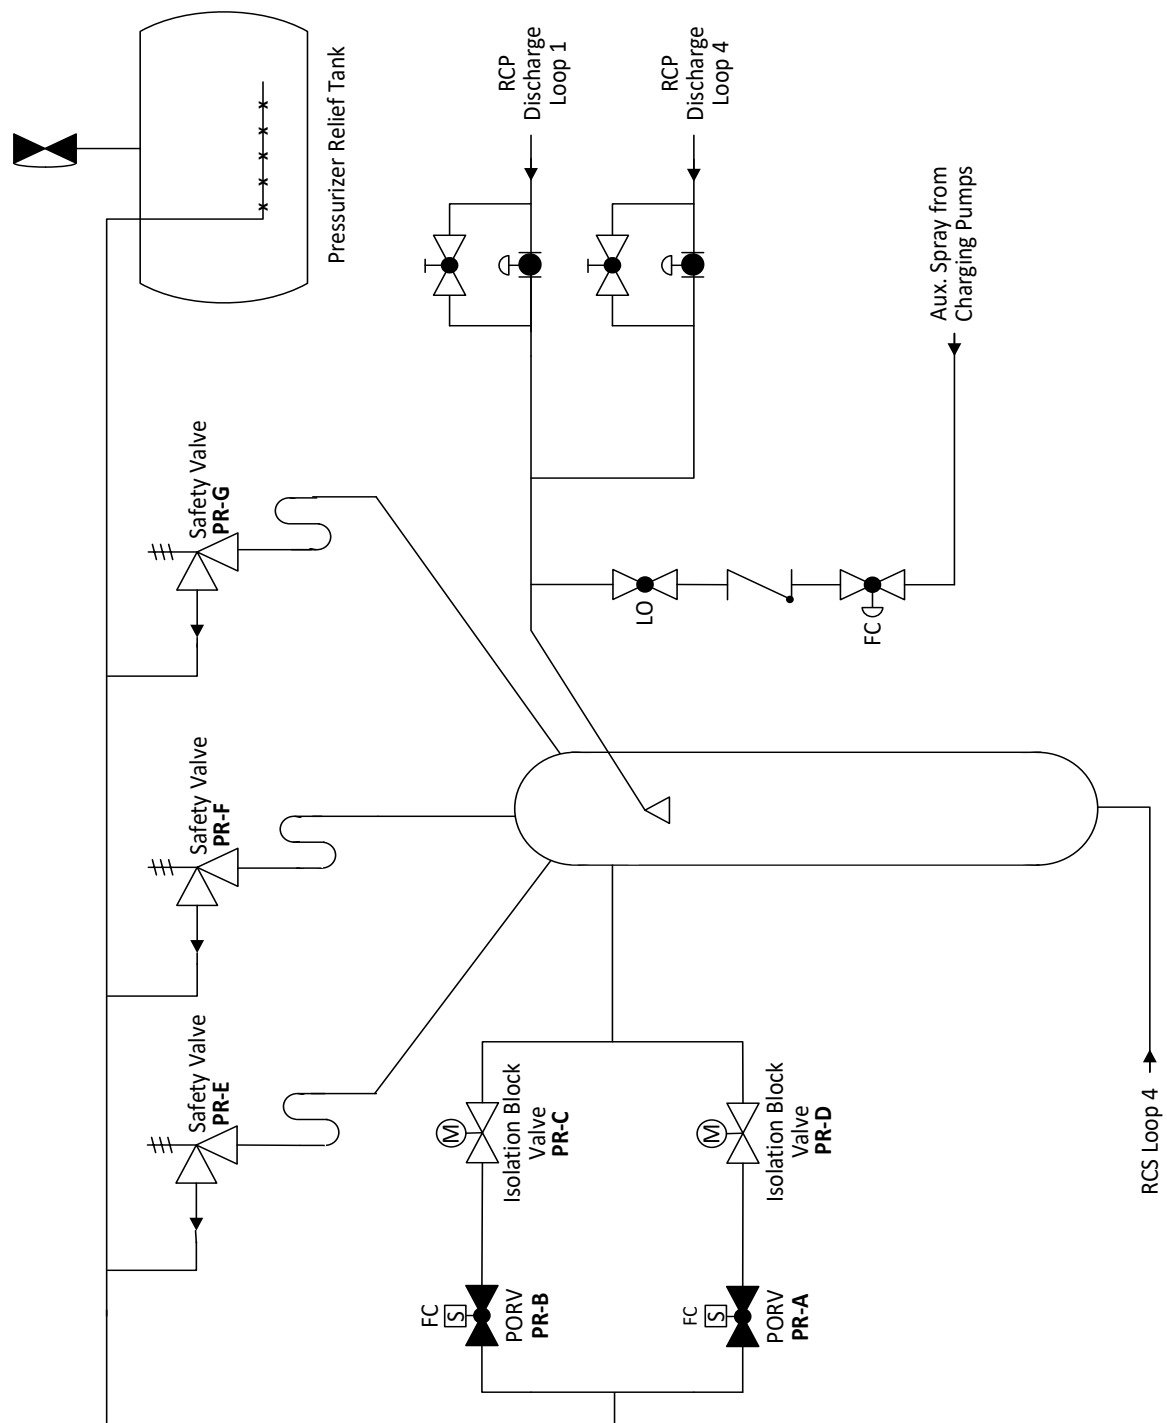 Pressurizer Relief Tank
RCP
Discharge
Loop 1
RCP
Discharge
Loop 4
Aux. Spray from
Charging Pumps
Safety Valve
PR-G
LO
FC
Safety Valve
PR-F
Safety Valve
PR-E
M
Isolation Block
Valve PR-C
M
Isolation Block
Valve PR-D
FC
S
PORV
PR-B
FC
S
PORV
PR-A
RCS Loop 4